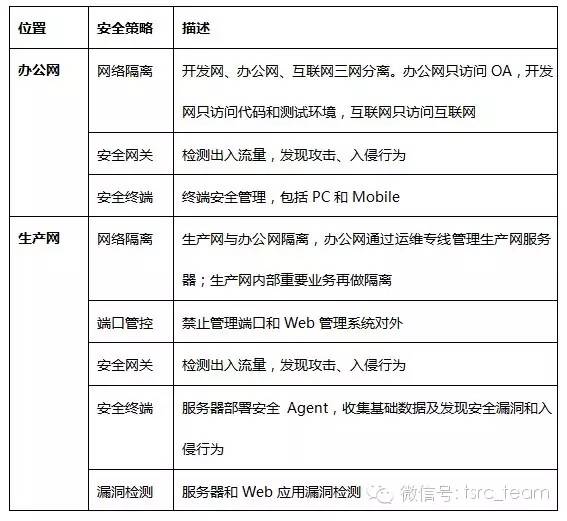 位置 安全策略 描述
办公网 网络隔离 开发网、办公网、互联网三网分离。办公网只访问 OA，开发
网只访问代码和测试环境，互联网只访问互联网
安全网关 检测出入流量，发现攻击、入侵行为
安全终端 终端安全管理，包括 PC 和 Mobile
生产网 网络隔离 生产网与办公网隔离，办公网通过运维专线管理生产网服务
器；生产网内部重要业务再做隔离
端口管控 禁止管理端口和 Web 管理系统对外
安全网关 检测出入流量，发现攻击、入侵行为
安全终端 服务器部署安全 Agent，收集基础数据及发现安全漏洞和入
侵行为
漏洞检测 服务器和 Web 应用漏洞检测
微信号: tsrc_team